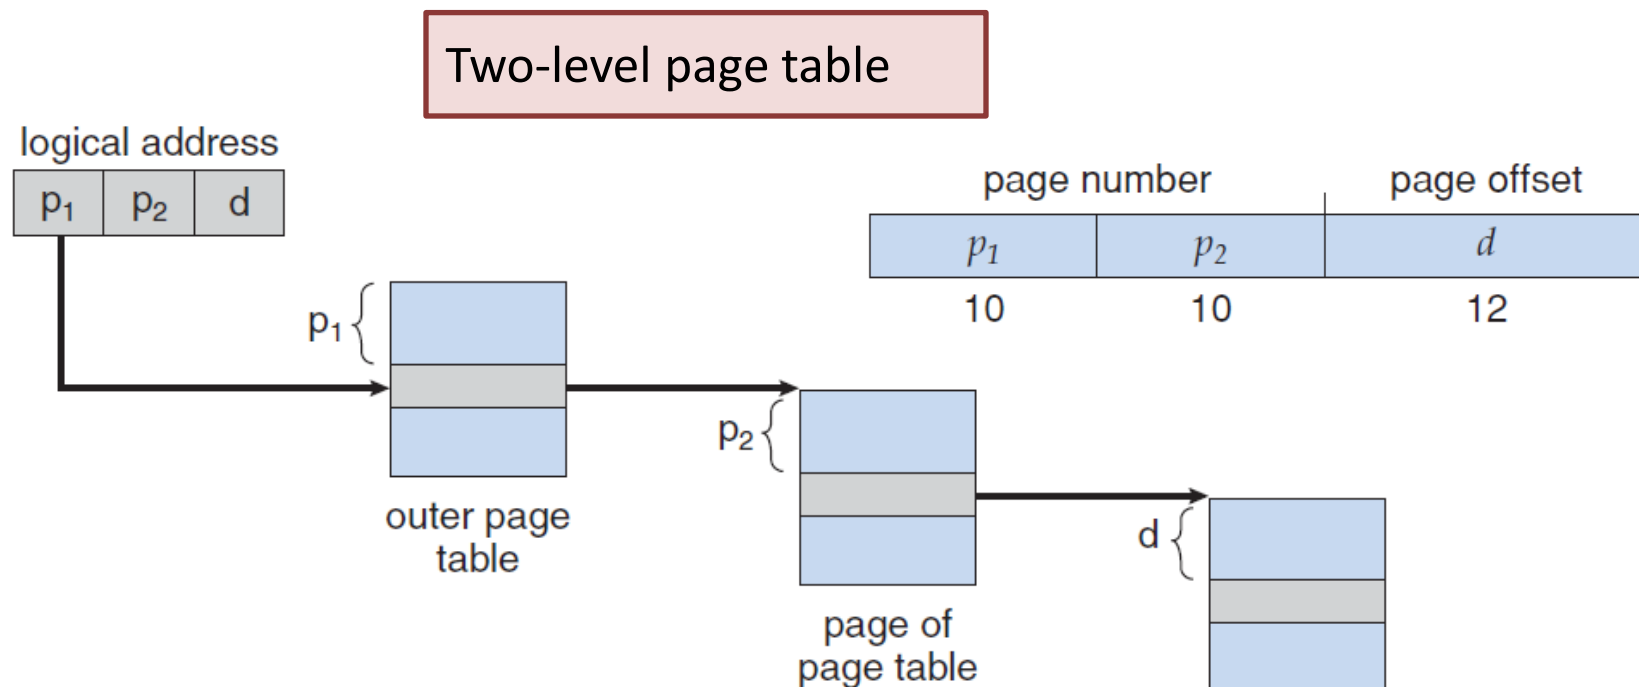 Two-level page table
logical address
p₁ p₂ d
page number page offset
p₁ p₂ d
10 10 12
p₁
outer page
table
p₂
page of
page table
d